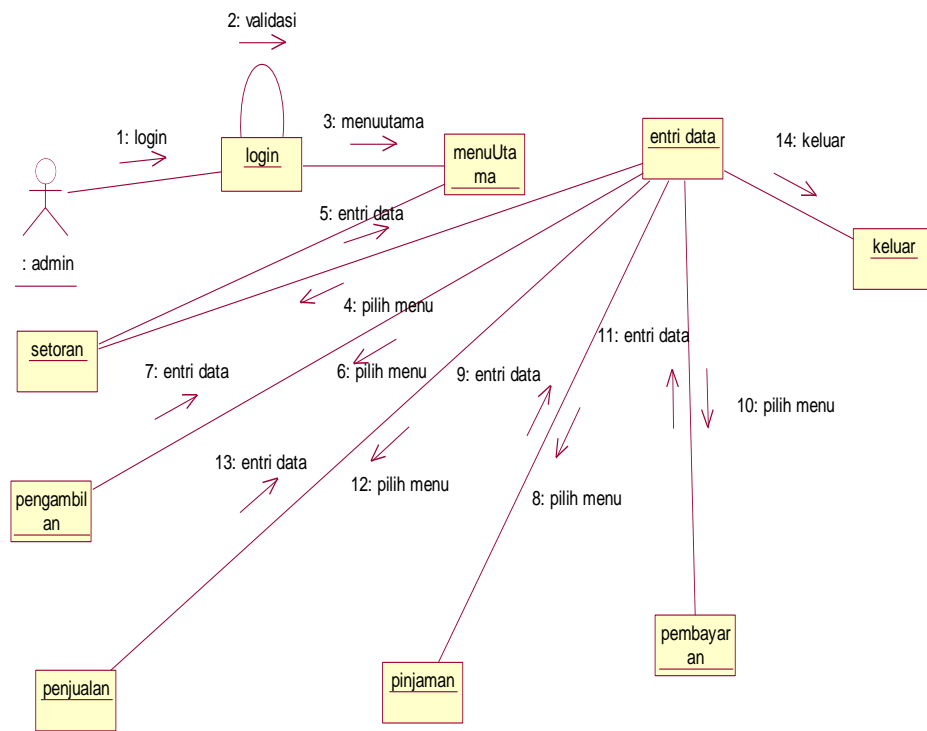 2: validasi
1: login
3: menuutama
14: keluar
login
menuUta
ma
entri data
5: entri data
keluar
: admin
4: pilih menu
setoran
11: entri data
7: entri data
6: pilih menu
9: entri data
10: pilih menu
13: entri data
12: pilih menu
8: pilih menu
pengambil
an
pembayar
an
penjualan
pinjaman